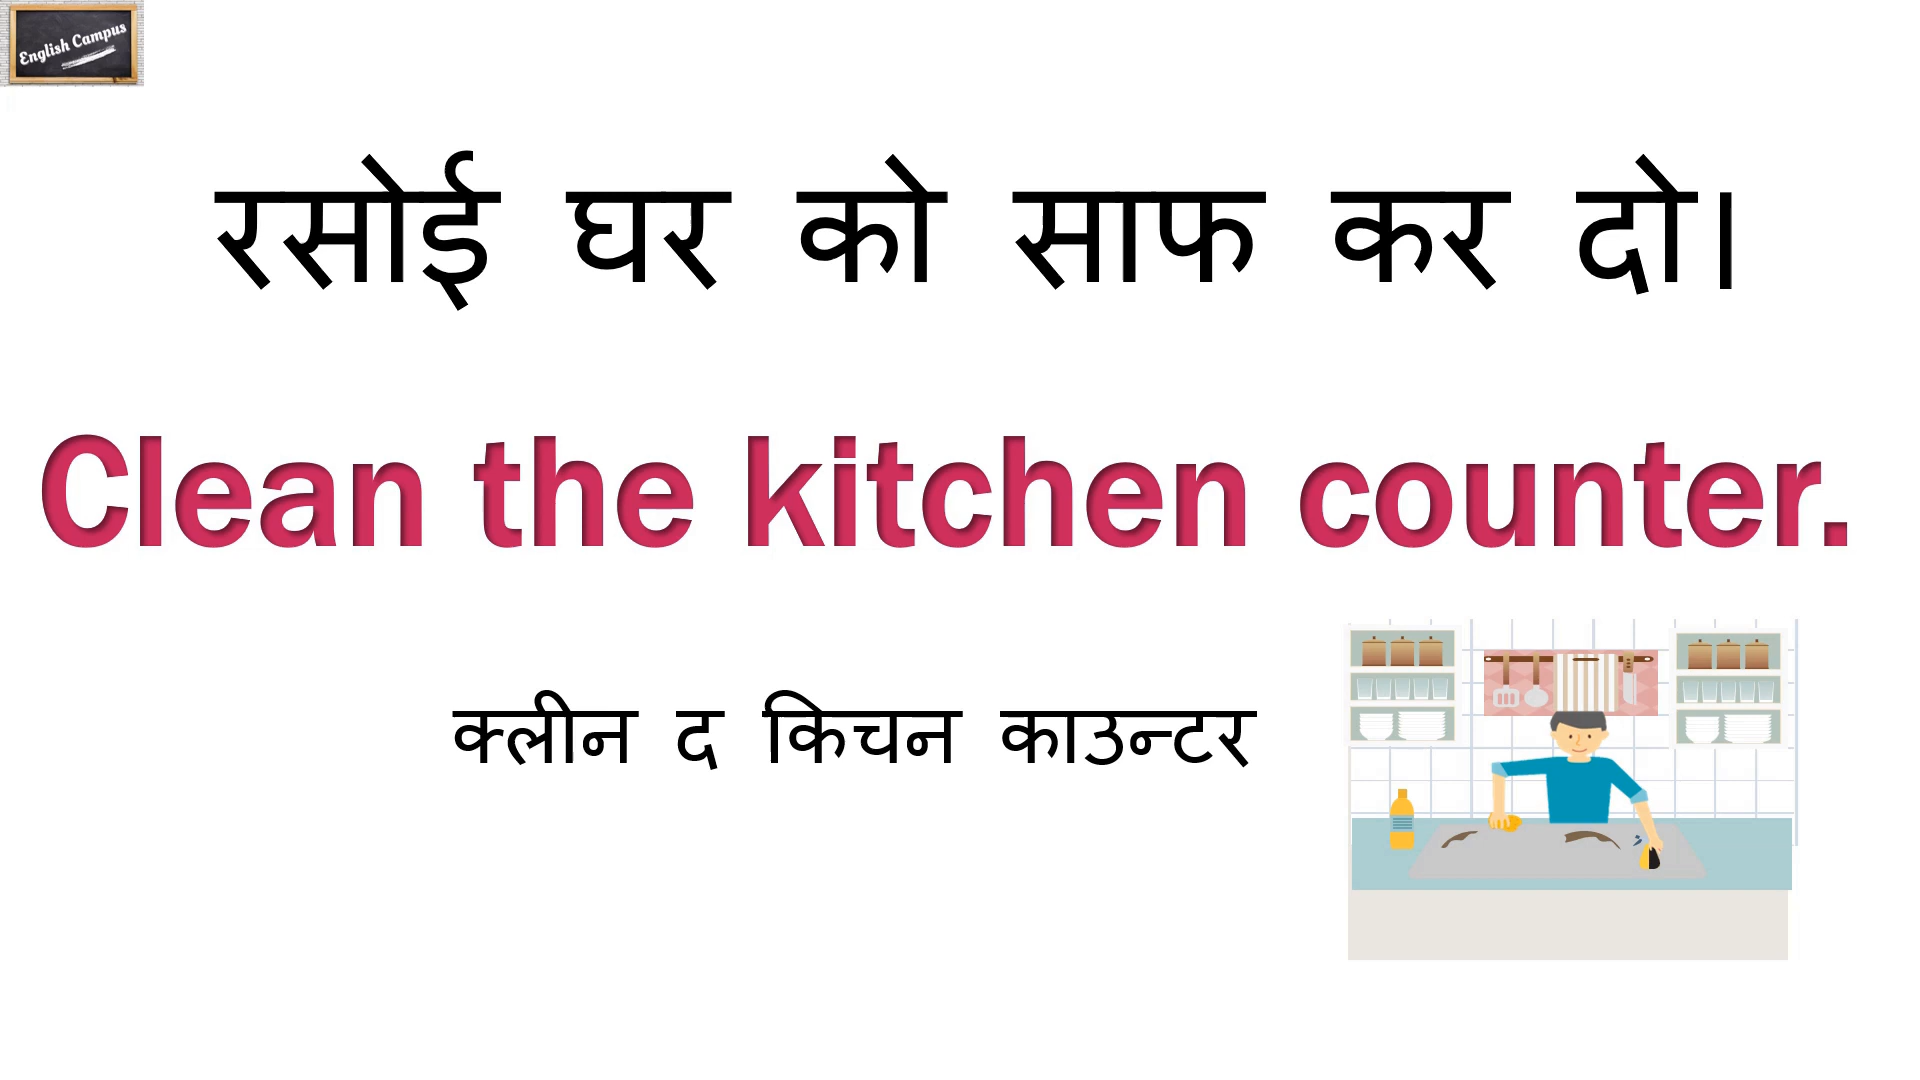 English Campus
रसोई घर को साफ कर दो।
Clean the kitchen counter.
क्लीन द किचन काउन्टर